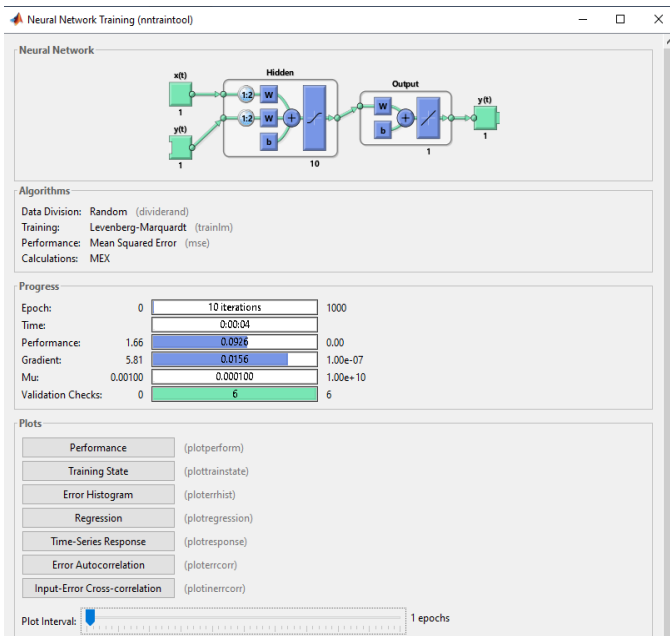 Neural Network Training (nntraintool)
Neural Network
Hidden
Output
x(t)
1
y(t)
1
1:2 W
1:2 W
b
10
W
b
1
y(t)
1
Algorithms
Data Division: Random (dividerand)
Training: Levenberg-Marquardt (trainlm)
Performance: Mean Squared Error (mse)
Calculations: MEX
Progress
Epoch: 0 10 iterations 1000
Time: 0:00:04
Performance: 1.66 0.0926 0.00
Gradient: 5.81 0.0156 1.00e-07
Mu: 0.00100 0.000100 1.00e+10
Validation Checks: 0 6 6
Plots
Performance (plotperform)
Training State (plottrainstate)
Error Histogram (ploterrhist)
Regression (plotregression)
Time-Series Response (plotresponse)
Error Autocorrelation (ploterrcorr)
Input-Error Cross-correlation (plotinerrcorr)
Plot Interval: 1 epochs